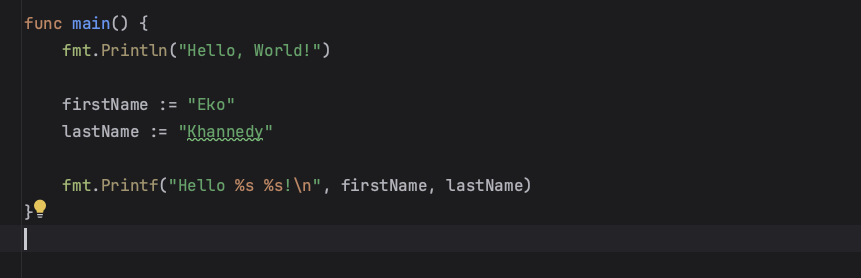 func main() {
    fmt.Println("Hello, World!")
    firstName := "Eko"
    lastName := "Khannedy"
    fmt.Printf("Hello %s %s!\n", firstName, lastName)
}